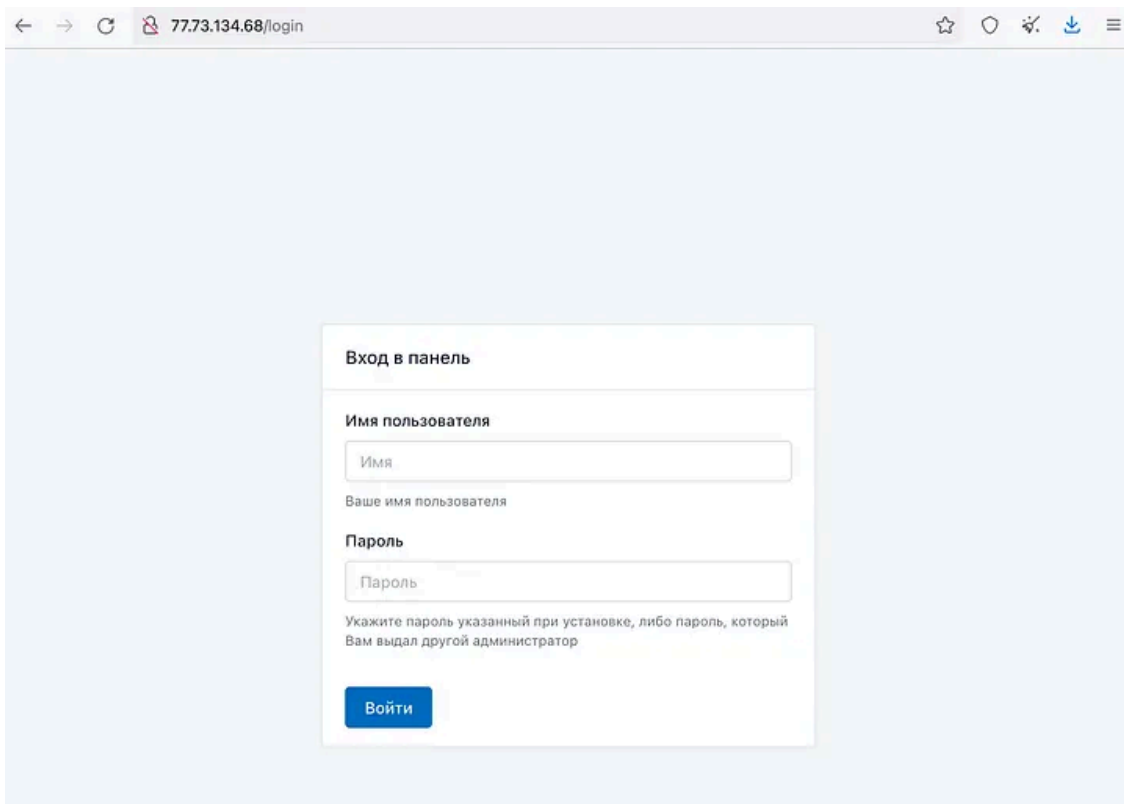 77.73.134.68/login
Вход в панель
Имя пользователя
Имя
Ваше имя пользователя
Пароль
Пароль
Укажите пароль указанный при установке, либо пароль, который
Вам выдал другой администратор
Войти